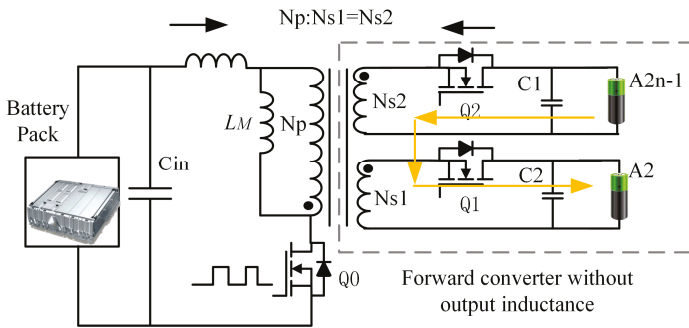 Np:Ns1=Ns2
Battery
Pack
Cin
LM
Np
Ns2
Q2
C1
A2n-1
Ns1
Q1
C2
A2
Q0
Forward converter without
output inductance